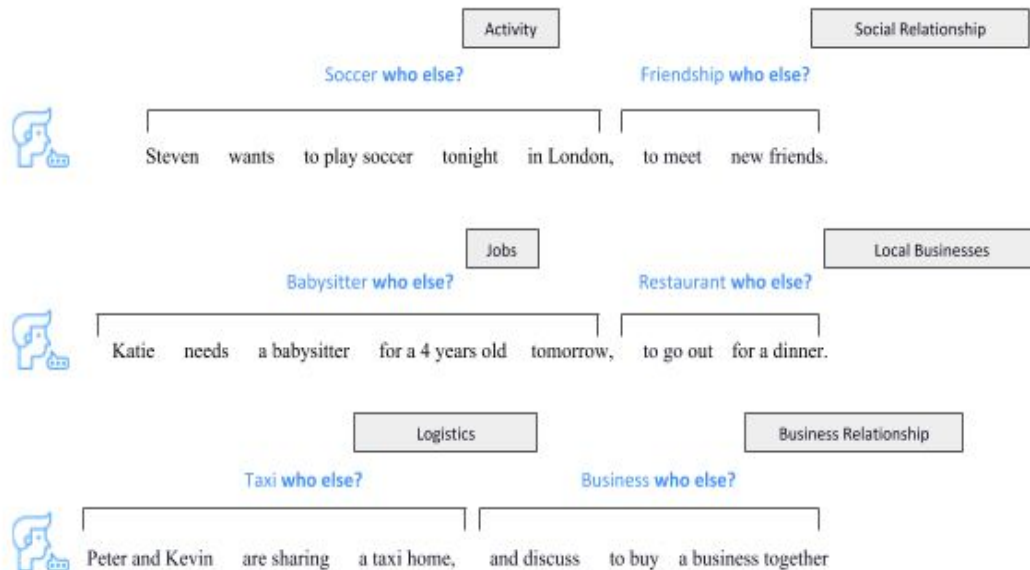 Activity
Social Relationship
Soccer who else?
Friendship who else?
Steven wants to play soccer tonight in London, to meet new friends.
Jobs
Local Businesses
Babysitter who else?
Restaurant who else?
Katie needs a babysitter for a 4 years old tomorrow, to go out for a dinner.
Logistics
Business Relationship
Taxi who else?
Business who else?
Peter and Kevin are sharing a taxi home, and discuss to buy a business together